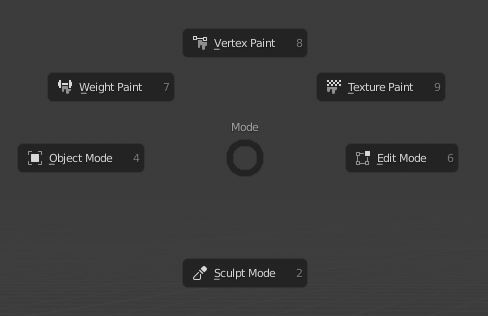 Vertex Paint 8
Weight Paint 7
Texture Paint 9
Mode
Object Mode 4
Edit Mode 6
Sculpt Mode 2